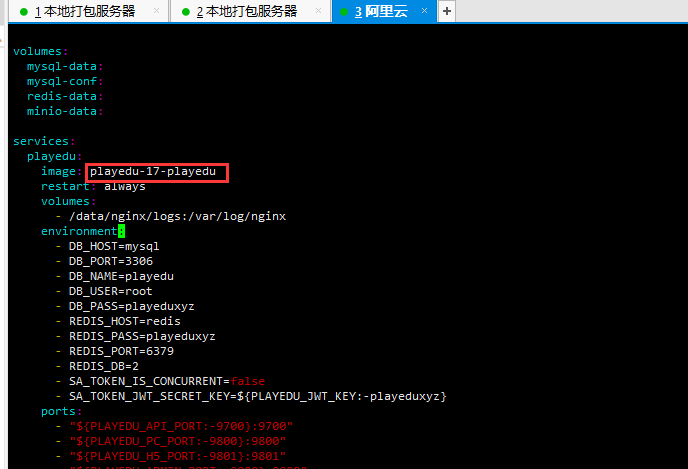 1 本地打包服务器 × 2 本地打包服务器 × 3 阿里云 × +
volumes:
mysql-data:
mysql-conf:
redis-data:
minio-data:
services:
playedu:
image: playedu-17-playedu
restart: always
volumes:
- /data/nginx/logs:/var/log/nginx
environment:
- DB_HOST=mysql
- DB_PORT=3306
- DB_NAME=playedu
- DB_USER=root
- DB_PASS=playeduxyz
- REDIS_HOST=redis
- REDIS_PASS=playeduxyz
- REDIS_PORT=6379
- REDIS_DB=2
- SA_TOKEN_IS_CONCURRENT=false
- SA_TOKEN_JWT_SECRET_KEY=${PLAYEDU_JWT_KEY:-playeduxyz}
ports:
- "${PLAYEDU_API_PORT:-9700}:9700"
- "${PLAYEDU_PC_PORT:-9800}:9800"
- "${PLAYEDU_H5_PORT:-9801}:9801"